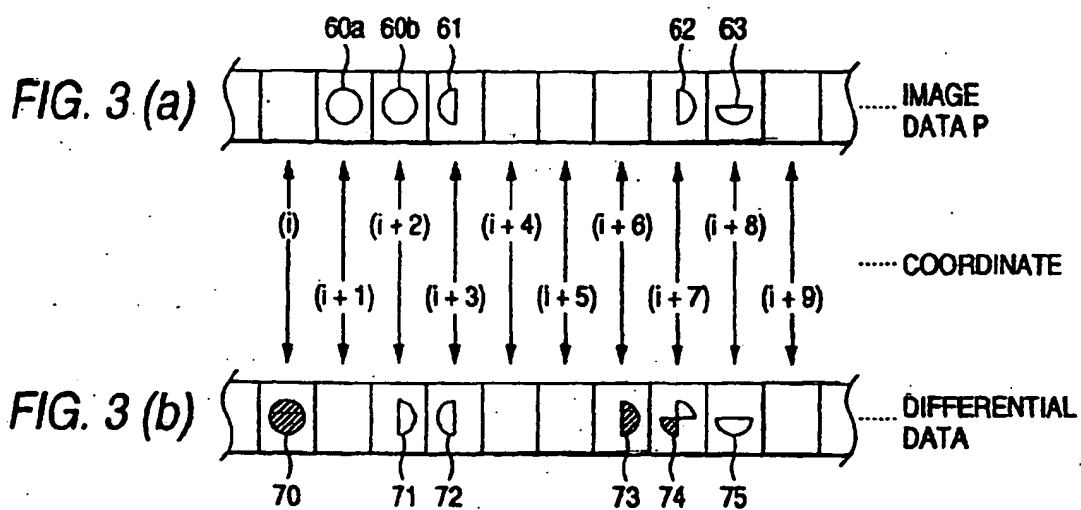 60a 60b 61 62 63
FIG. 3 (a)
IMAGE
DATA P
(i) (i + 2) (i + 4) (i + 6) (i + 8)
COORDINATE
(i + 1) (i + 3) (i + 5) (i + 7) (i + 9)
FIG. 3 (b)
DIFFERENTIAL
DATA
70 71 72 73 74 75